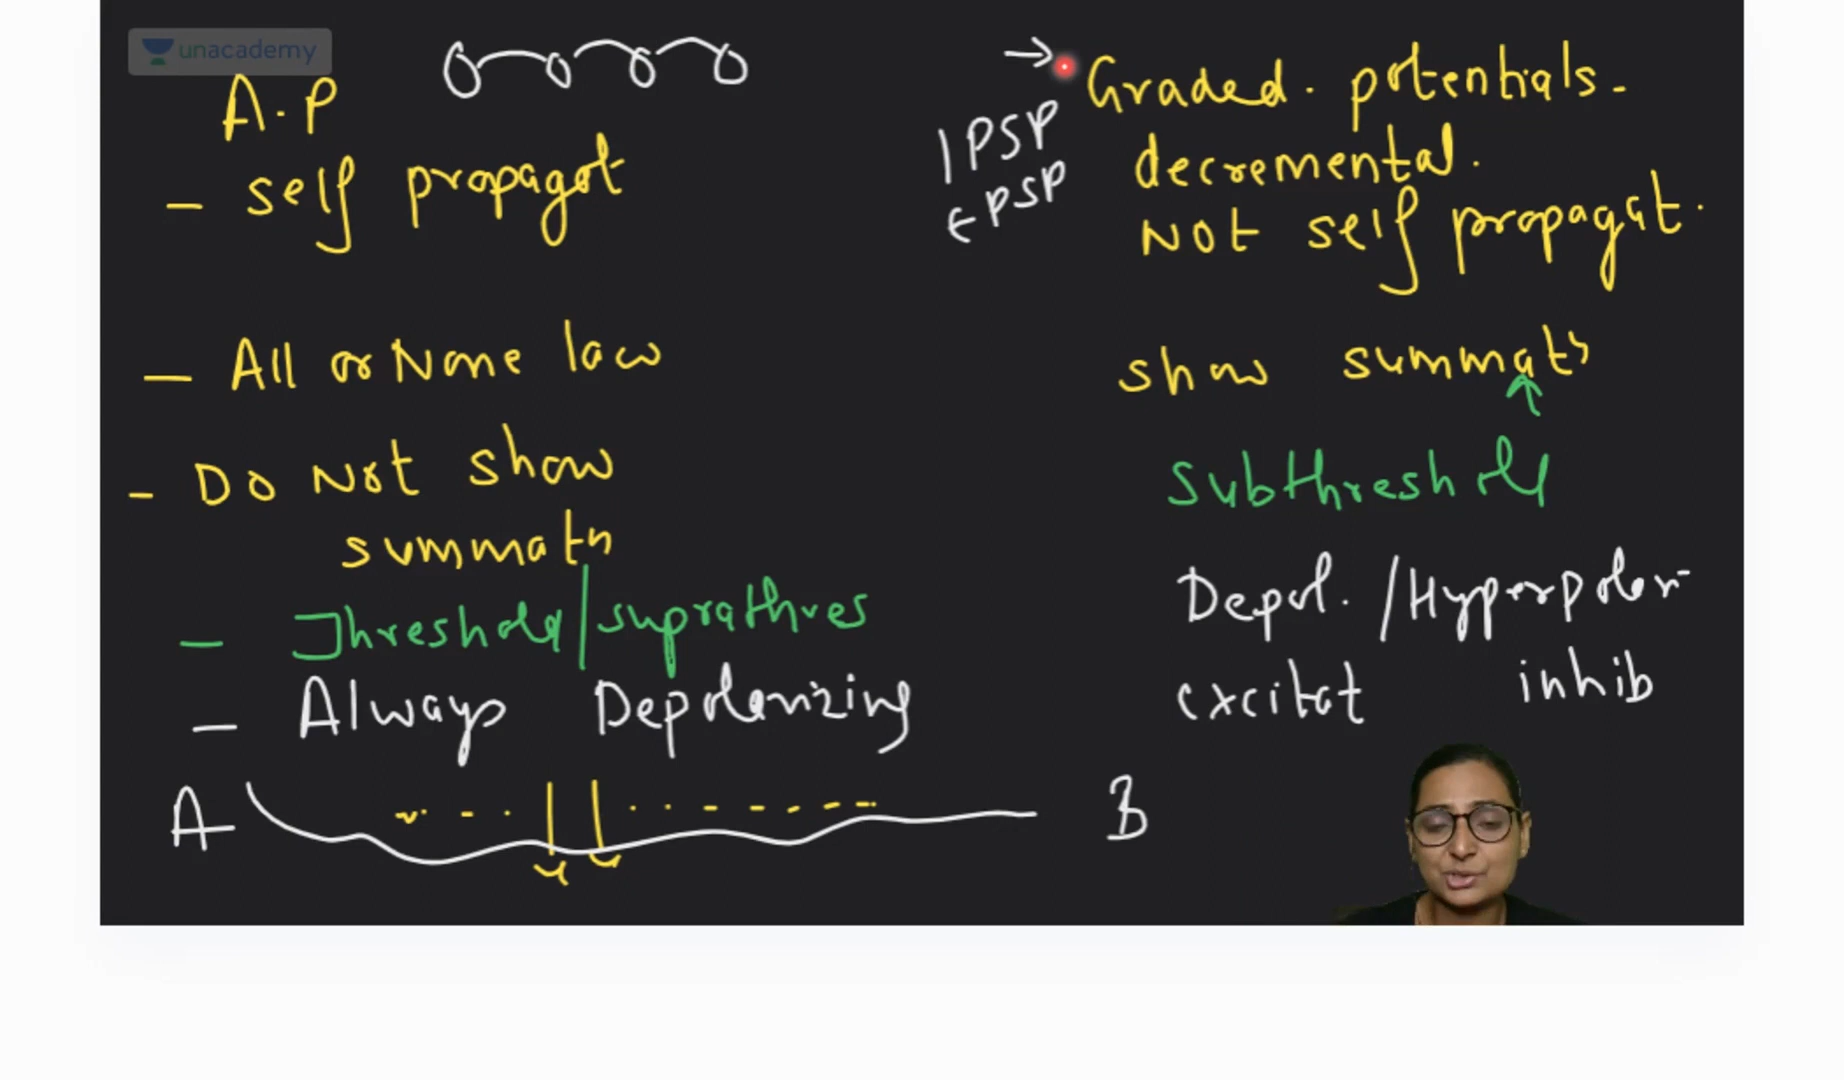 unacademy
A.P
- self propagat
- All or None law
- Do Not show
summatn
- Threshold/suprathres
- Always Depolarizing
A
B
→ Graded. potentials-
IPSP
EPSP
decremental.
NOt self propagat.
show summatn
↑
Subthreshold
Depol. /Hyperpolar-
excitat inhib